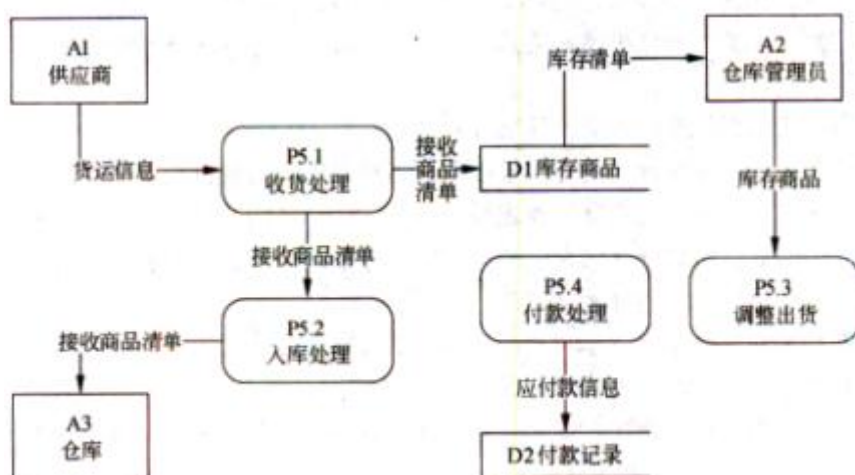 A1
供应商
货运信息
P5.1
收货处理
接收
商品
清单
D1库存商品
库存清单
A2
仓库管理员
库存商品
P5.3
调整出货
接收商品清单
P5.2
入库处理
接收商品清单
A3
仓库
P5.4
付款处理
应付款信息
D2付款记录